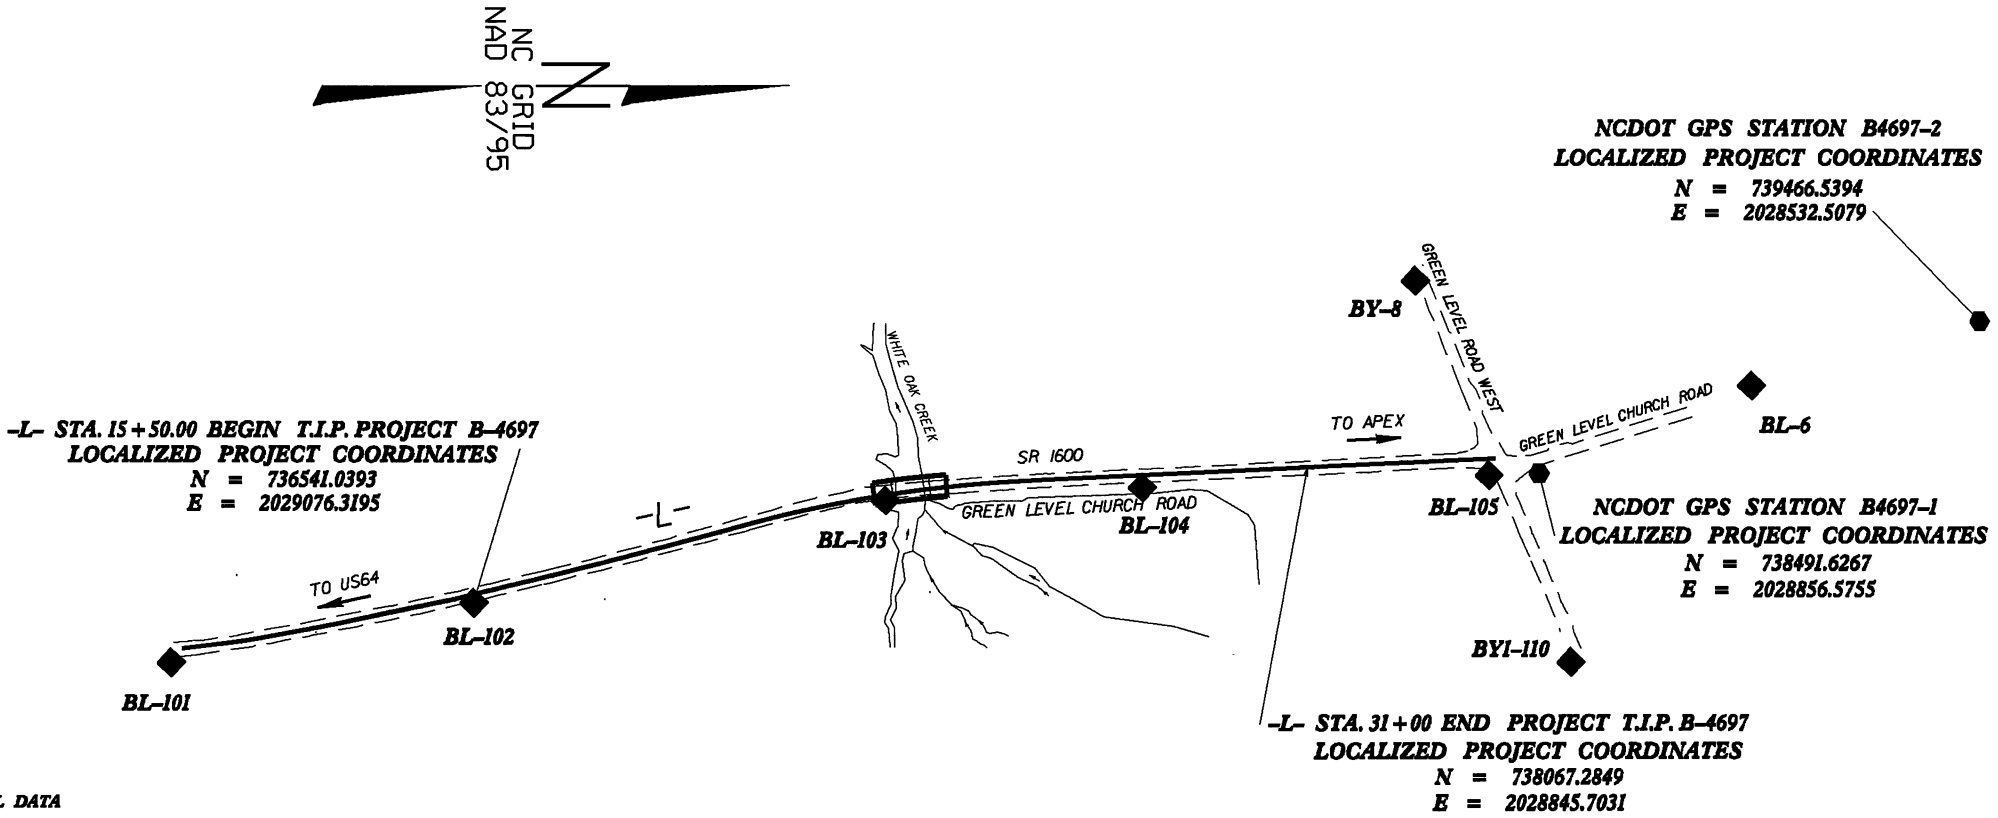 NC GRID
NAD 83/95
NCDOT GPS STATION B4697-2
LOCALIZED PROJECT COORDINATES
N = 739466.5394
E = 2028532.5079
GREEN LEVEL ROAD WEST
BY-8
WHITE OAK CREEK
TO APEX
GREEN LEVEL CHURCH ROAD
BL-6
-L- STA. 15+50.00 BEGIN T.I.P. PROJECT B-4697
LOCALIZED PROJECT COORDINATES
N = 736541.0393
E = 2029076.3195
SR 1600
-L-
GREEN LEVEL CHURCH ROAD
BL-103
BL-104
BL-105
NCDOT GPS STATION B4697-1
LOCALIZED PROJECT COORDINATES
N = 738491.6267
E = 2028856.5755
TO US64
BL-102
BY1-110
BL-101
-L- STA. 31+00 END PROJECT T.I.P. B-4697
LOCALIZED PROJECT COORDINATES
N = 738067.2849
E = 2028845.7031
DATA